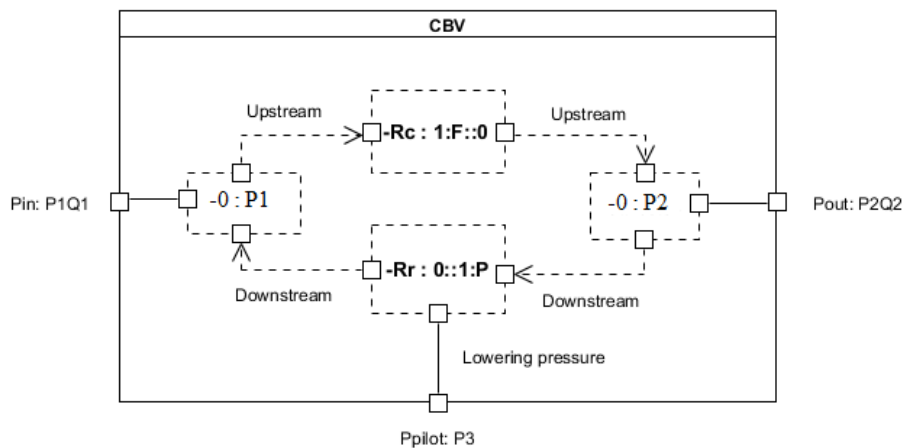 CBV
Upstream
Upstream
-Rc : 1:F::0
-0 : P1
-0 : P2
Pin: P1Q1
Pout: P2Q2
-Rr : 0::1:P
Downstream
Downstream
Lowering pressure
Ppilot: P3